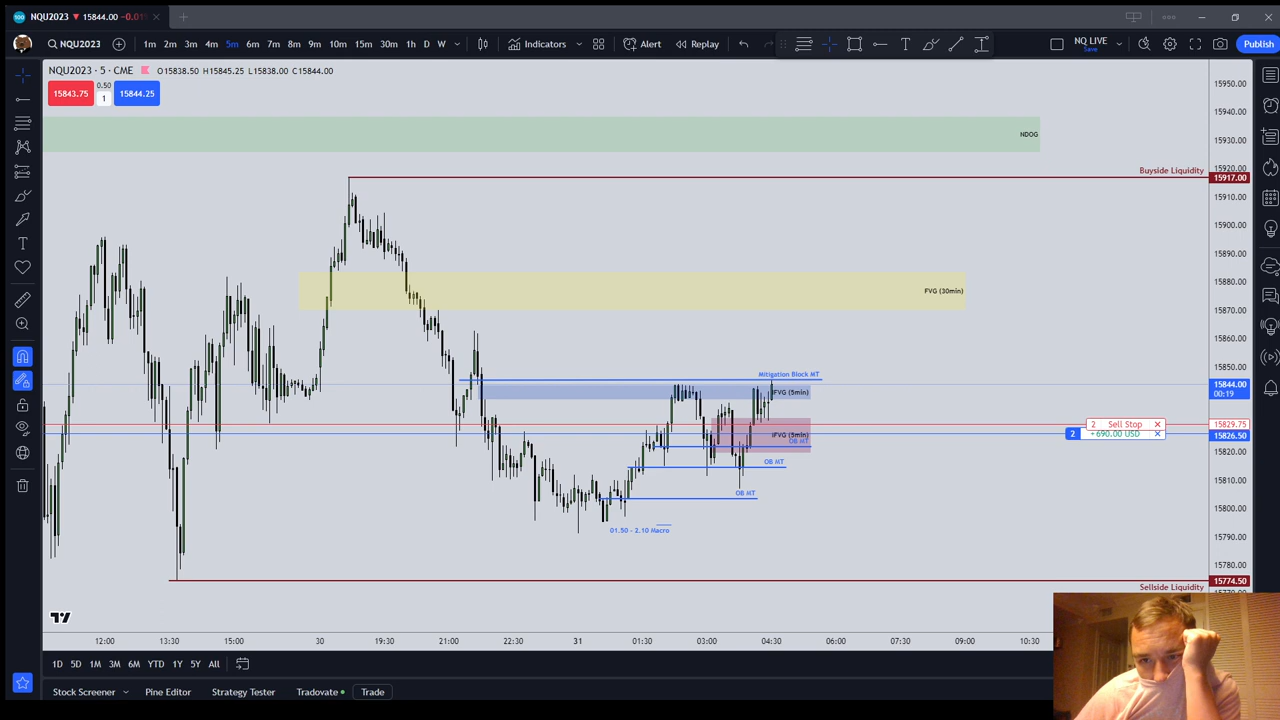 NQU2023 ▼ 15844.00 -0.01
NQU2023 1m 2m 3m 4m 5m 6m 7m 8m 9m 10m 15m 30m 1h D W Indicators Alert Replay NQ LIVE Save Publish
NQU2023 · 5 · CME O15838.50 H15845.25 L15838.00 C15844.00
15843.75 0.50 1 15844.25
15950.00
15940.00
NDOG
15930.00
15920.00
Buyside Liquidity 15917.00
15910.00
15900.00
15890.00
15880.00
FVG (30min)
15870.00
15860.00
15850.00
Mitigation Block MT
15844.00
00:19
FVG (5min)
2 Sell Stop 15829.75
2 +690.00 USD 15826.50
iFVG (5min)
OB MT
15820.00
OB MT
15810.00
OB MT
15800.00
01.50 - 2.10 Macro
15790.00
15780.00
15774.50
Sellside Liquidity
12:00 13:30 15:00 30 19:30 21:00 22:30 31 01:30 03:00 04:30 06:00 07:30 09:00 10:30
1D 5D 1M 3M 6M YTD 1Y 5Y All
Stock Screener Pine Editor Strategy Tester Tradovate Trade